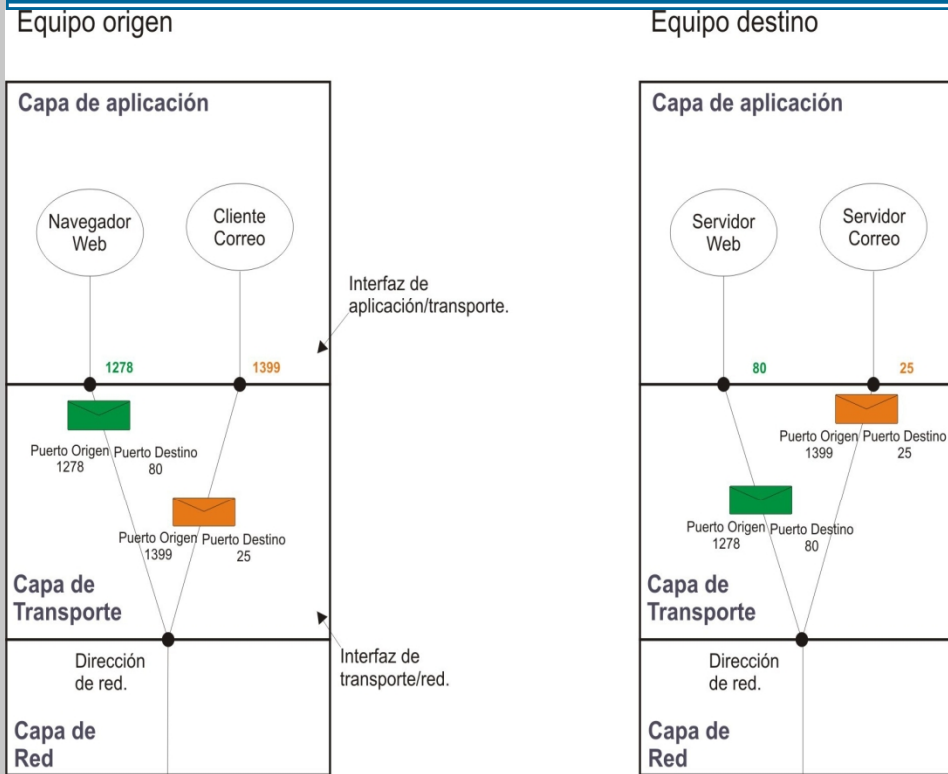 Equipo origen
Capa de aplicación
Navegador
Web
Cliente
Correo
Interfaz de
aplicación/transporte.
1278
1399
Puerto Origen Puerto Destino
1278 80
Puerto Origen Puerto Destino
1399 25
Capa de
Transporte
Interfaz de
transporte/red.
Dirección
de red.
Capa de
Red
Equipo destino
Capa de aplicación
Servidor
Web
Servidor
Correo
80
25
Puerto Origen Puerto Destino
1399 25
Puerto Origen Puerto Destino
1278 80
Capa de
Transporte
Dirección
de red.
Capa de
Red